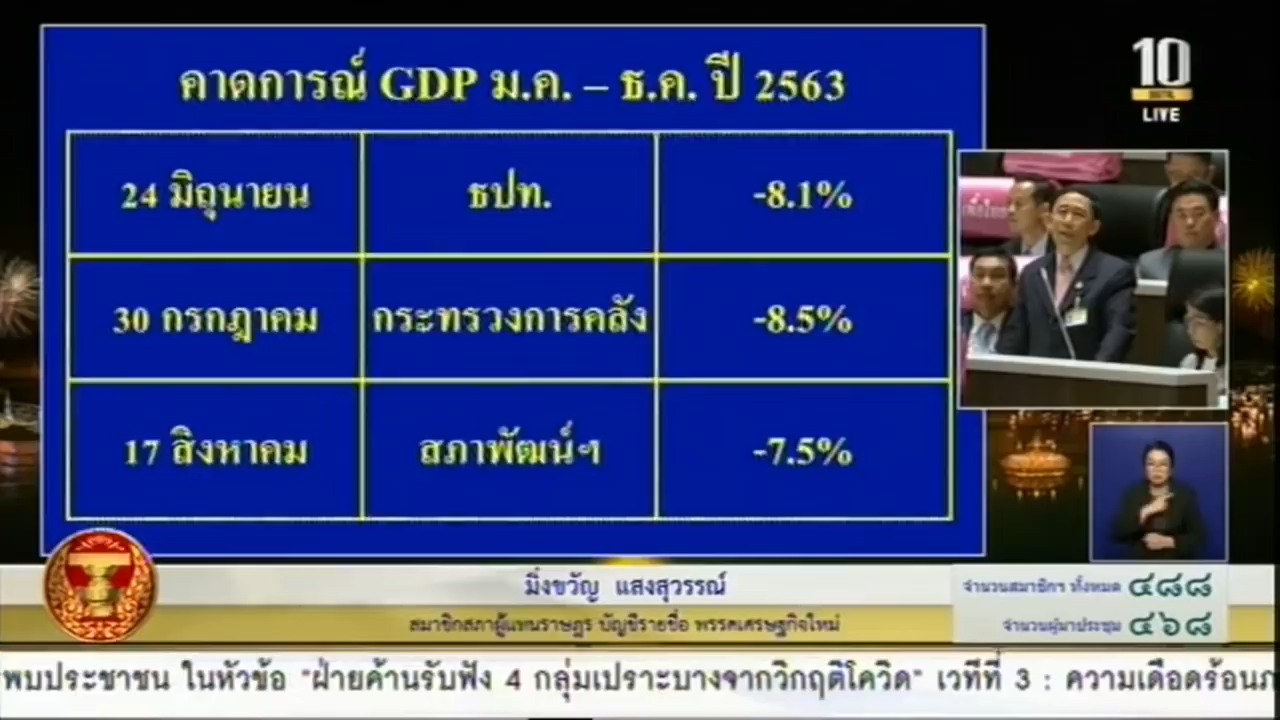 คาดการณ์ GDP ม.ค. – ธ.ค. ปี 2563
24 มิถุนายน ธปท. -8.1%
30 กรกฎาคม กระทรวงการคลัง -8.5%
17 สิงหาคม สภาพัฒน์ฯ -7.5%
10
LIVE
มิ่งขวัญ แสงสุวรรณ์
สมาชิกสภาผู้แทนราษฎร บัญชีรายชื่อ พรรคเศรษฐกิจใหม่
จำนวนสมาชิกฯ ทั้งหมด ๔๘๘
จำนวนผู้มาประชุม ๔๖๘
พบประชาชน ในหัวข้อ "ฝ่ายค้านรับฟัง 4 กลุ่มเปราะบางจากวิกฤติโควิด" เวทีที่ 3 : ความเดือดร้อนภ